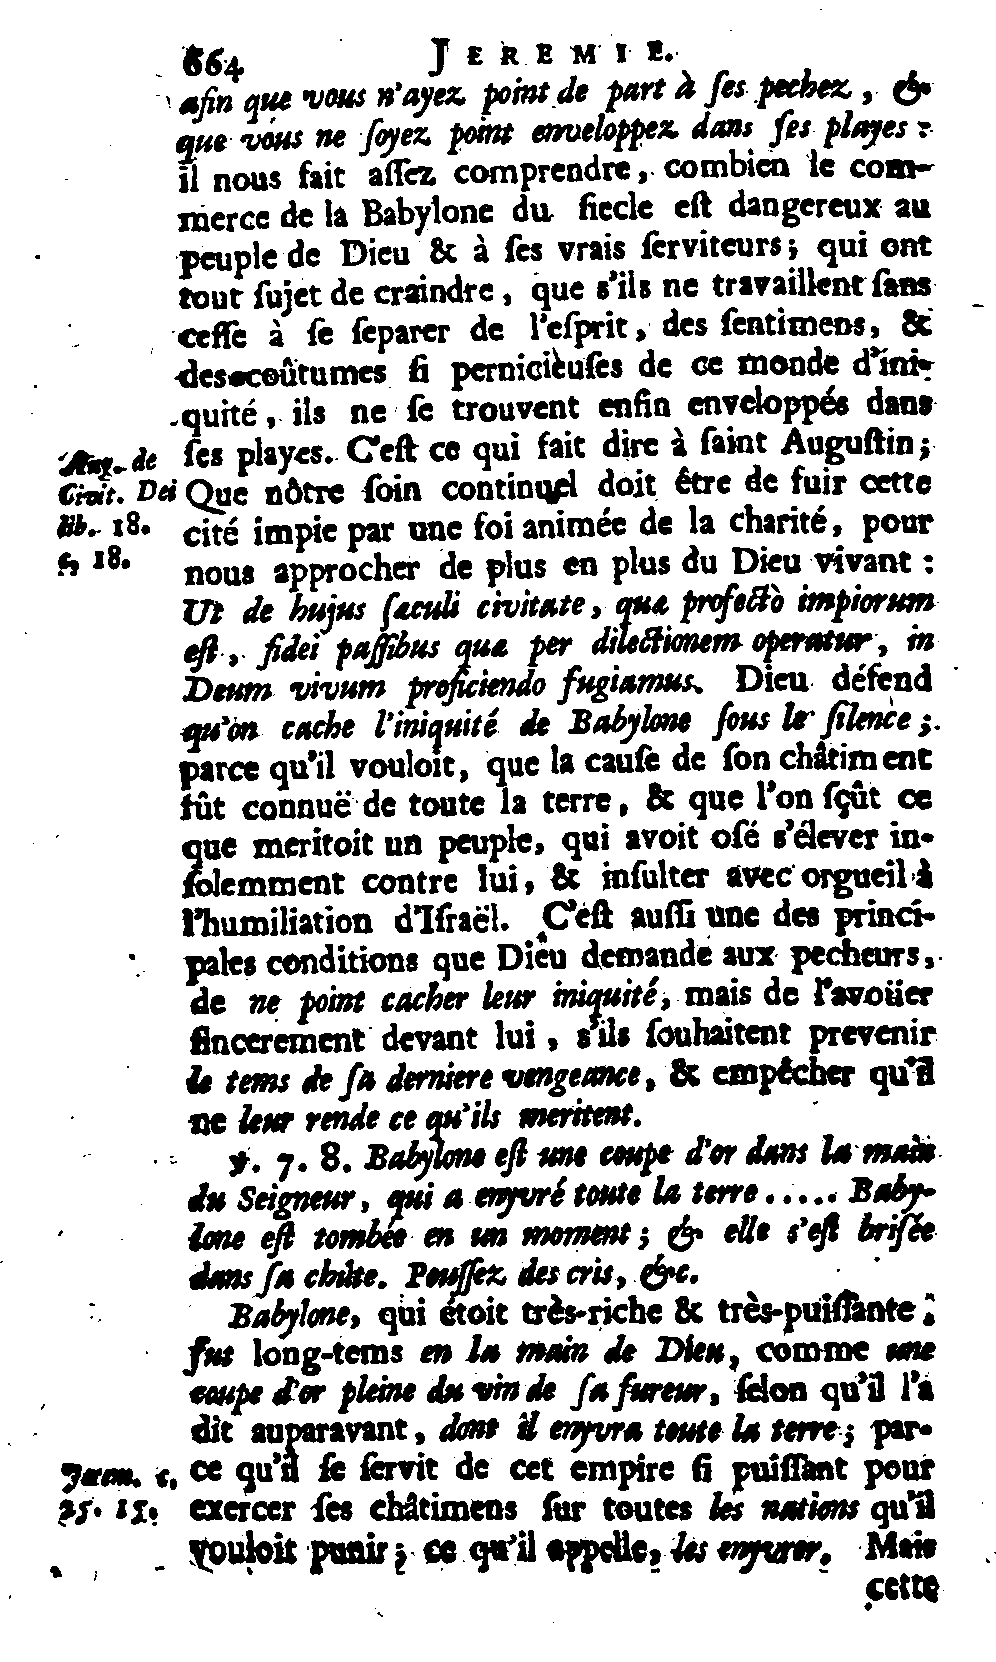 664 JEREMIE.
afin que vous n'ayez point de part à ſes pechez, &
que vous ne ſoyez point enveloppez dans ſes playes :
il nous fait aſſez comprendre, combien le com-
merce de la Babylone du ſiecle eſt dangereux au
peuple de Dieu & à ſes vrais ſerviteurs; qui ont
tout ſujet de craindre, que s'ils ne travaillent ſans
ceſſe à ſe ſeparer de l'eſprit, des ſentimens, &
des coûtumes ſi pernicieuſes de ce monde d'ini-
quité, ils ne ſe trouvent enfin enveloppés dans
ſes playes. C'eſt ce qui fait dire à ſaint Auguſtin;
Aug. de
Civit. Dei
lib. 18.
c, 18.
Que nôtre ſoin continuel doit être de fuir cette
cité impie par une foi animée de la charité, pour
nous approcher de plus en plus du Dieu vivant :
Ut de hujus ſæculi civitate, quæ profectò impiorum
eſt, fidei paſſibus quæ per dilectionem operatur, in
Deum vivum proficiendo fugiamus. Dieu défend
qu'on cache l'iniquité de Babylone ſous le ſilence;
parce qu'il vouloit, que la cauſe de ſon châtiment
fût connuë de toute la terre, & que l'on ſçût ce
que meritoit un peuple, qui avoit oſé s'élever in-
ſolemment contre lui, & inſulter avec orgueil à
l'humiliation d'Iſraël. C'eſt auſſi une des princi-
pales conditions que Dieu demande aux pecheurs,
de ne point cacher leur iniquité, mais de l'avoüer
ſincerement devant lui, s'ils ſouhaitent prevenir
le tems de ſa derniere vengeance, & empêcher qu'il
ne leur rende ce qu'ils meritent.
℣. 7. 8. Babylone eſt une coupe d'or dans la main
du Seigneur, qui a enyvré toute la terre..... Baby-
lone eſt tombée en un moment; & elle s'eſt briſée
dans ſa chûte. Pouſſez des cris, &c.
Babylone, qui étoit très-riche & très-puiſſante;
fut long-tems en la main de Dieu, comme une
coupe d'or pleine du vin de ſa fureur, ſelon qu'il l'a
dit auparavant, dont il enyvra toute la terre; par-
Jerem. c.
25. 15.
ce qu'il ſe ſervit de cet empire ſi puiſſant pour
exercer ſes châtimens ſur toutes les nations qu'il
vouloit punir; ce qu'il appelle, les enyvrer. Mais
cette